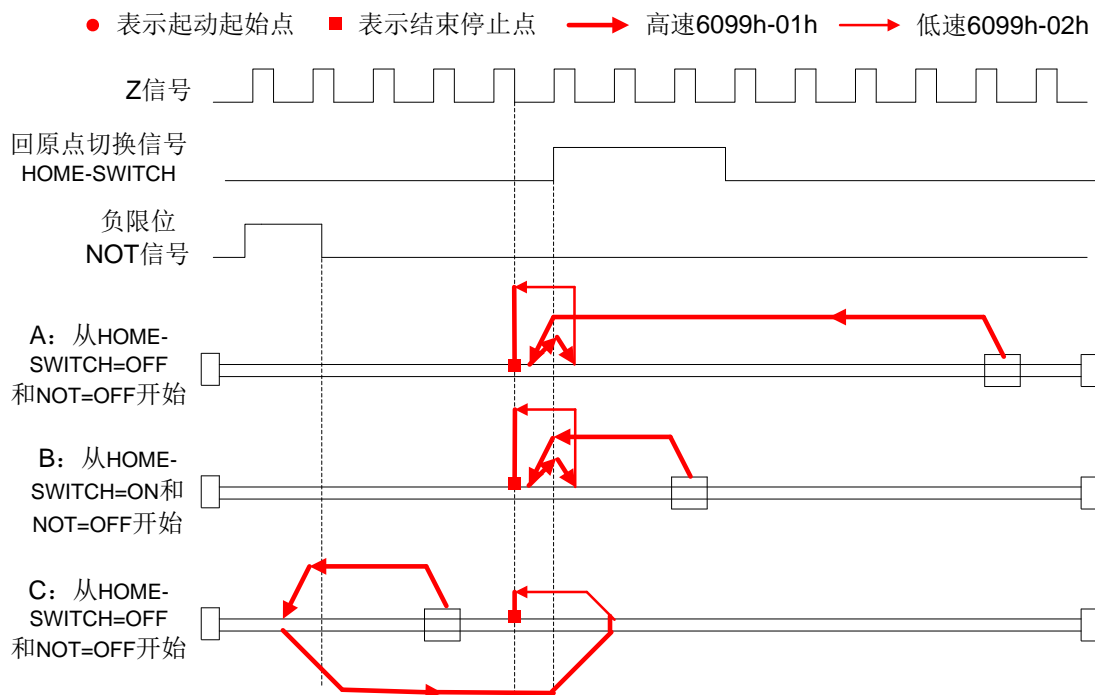 表示起动起始点 表示结束停止点 高速6099h-01h 低速6099h-02h
Z信号
回原点切换信号
HOME-SWITCH
负限位
NOT信号
A：从HOME-
SWITCH=OFF
和NOT=OFF开始
B：从HOME-
SWITCH=ON和
NOT=OFF开始
C：从HOME-
SWITCH=OFF
和NOT=OFF开始